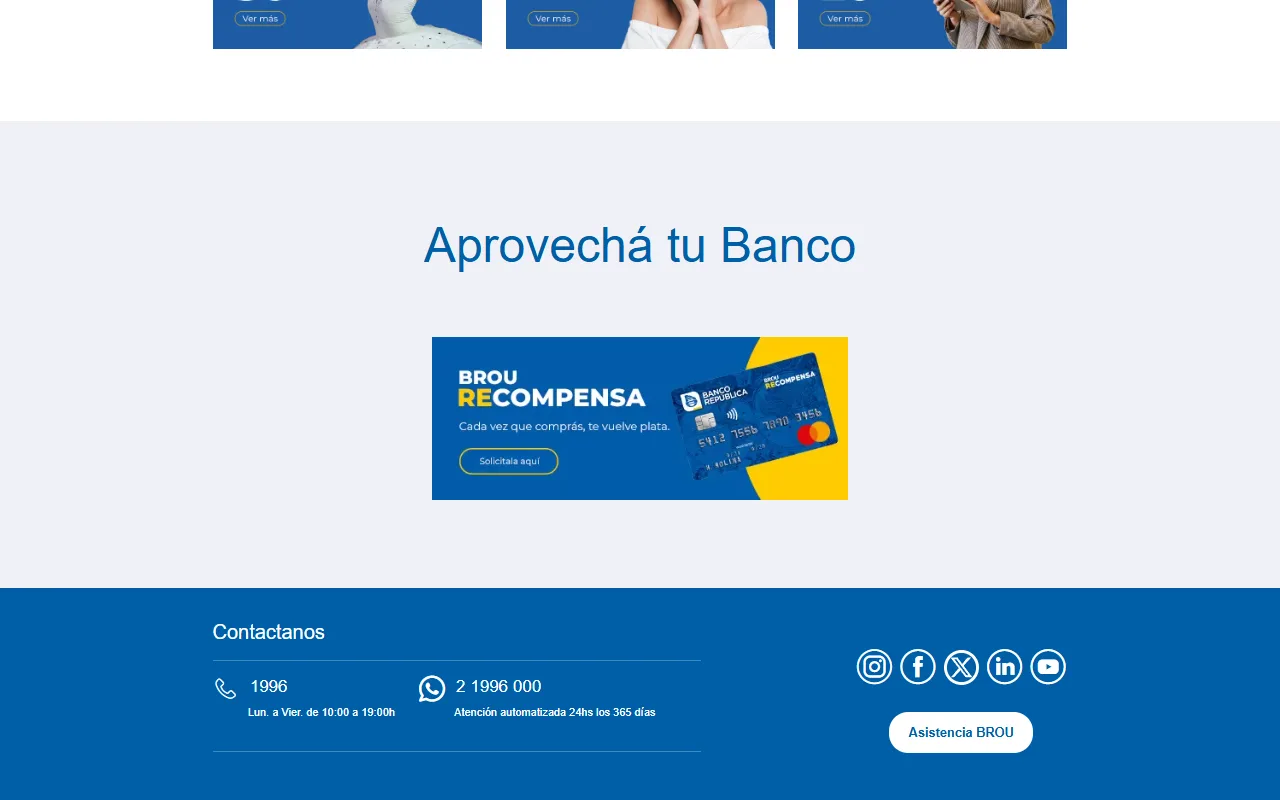 Ver más
Ver más
Ver más
Aprovechá tu Banco
BROU
RECOMPENSA
Cada vez que comprás, te vuelve plata.
Solicitala aquí
BANCO
REPÚBLICA
BROU
RECOMPENSA
5412 7556 7890 3456
H MOLINA
Contactanos
1996
Lun. a Vier. de 10:00 a 19:00h
2 1996 000
Atención automatizada 24hs los 365 días
Asistencia BROU